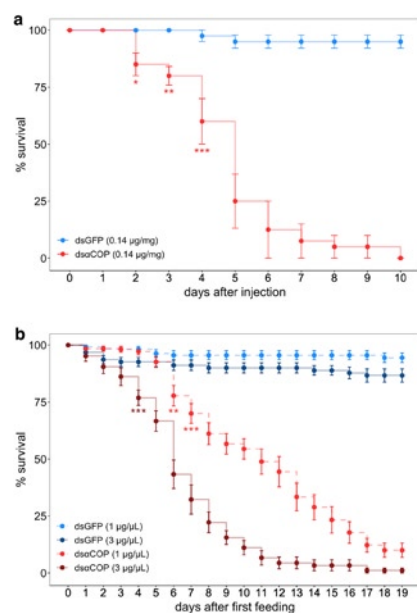 a
100
75
50
25
0
% survival
*
**
***
dsGFP (0.14 µg/mg)
dsαCOP (0.14 µg/mg)
0 1 2 3 4 5 6 7 8 9 10
days after injection
b
100
75
50
25
0
% survival
***
**
***
dsGFP (1 µg/µL)
dsGFP (3 µg/µL)
dsαCOP (1 µg/µL)
dsαCOP (3 µg/µL)
0 1 2 3 4 5 6 7 8 9 10 11 12 13 14 15 16 17 18 19
days after first feeding